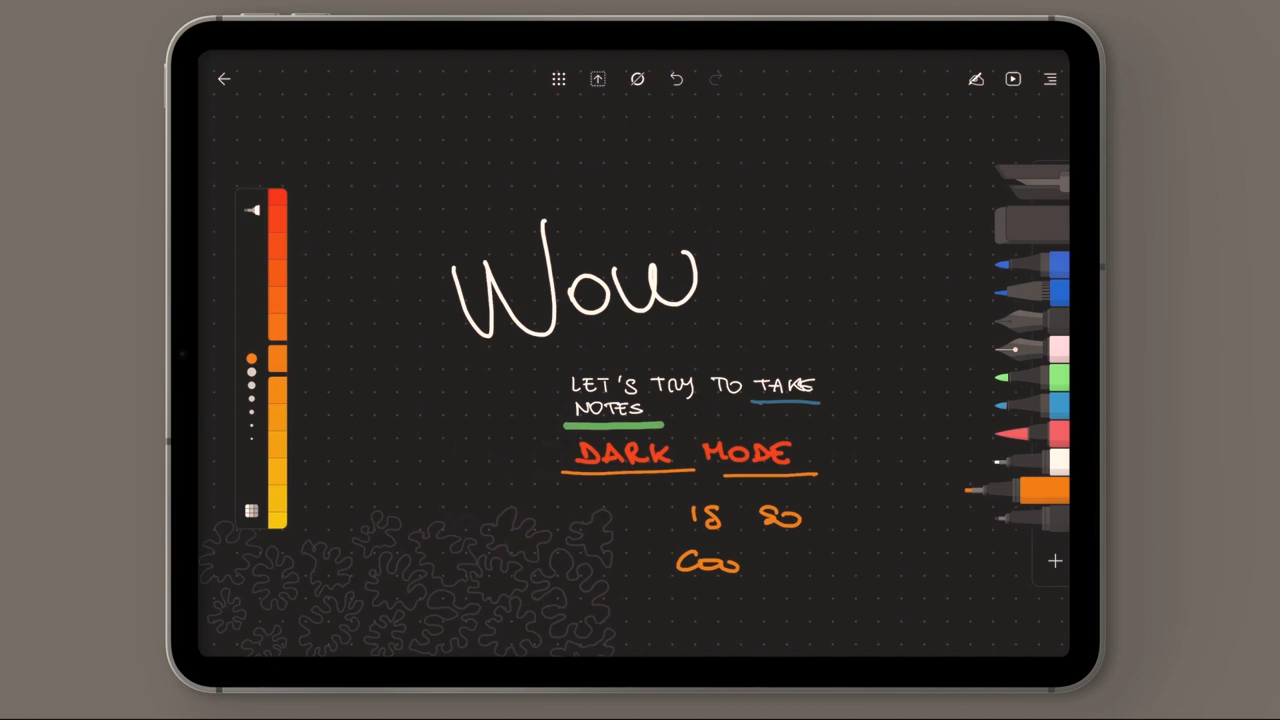 Wow
LET'S TRY TO TAKE
NOTES
DARK MODE
IS SO
Coo